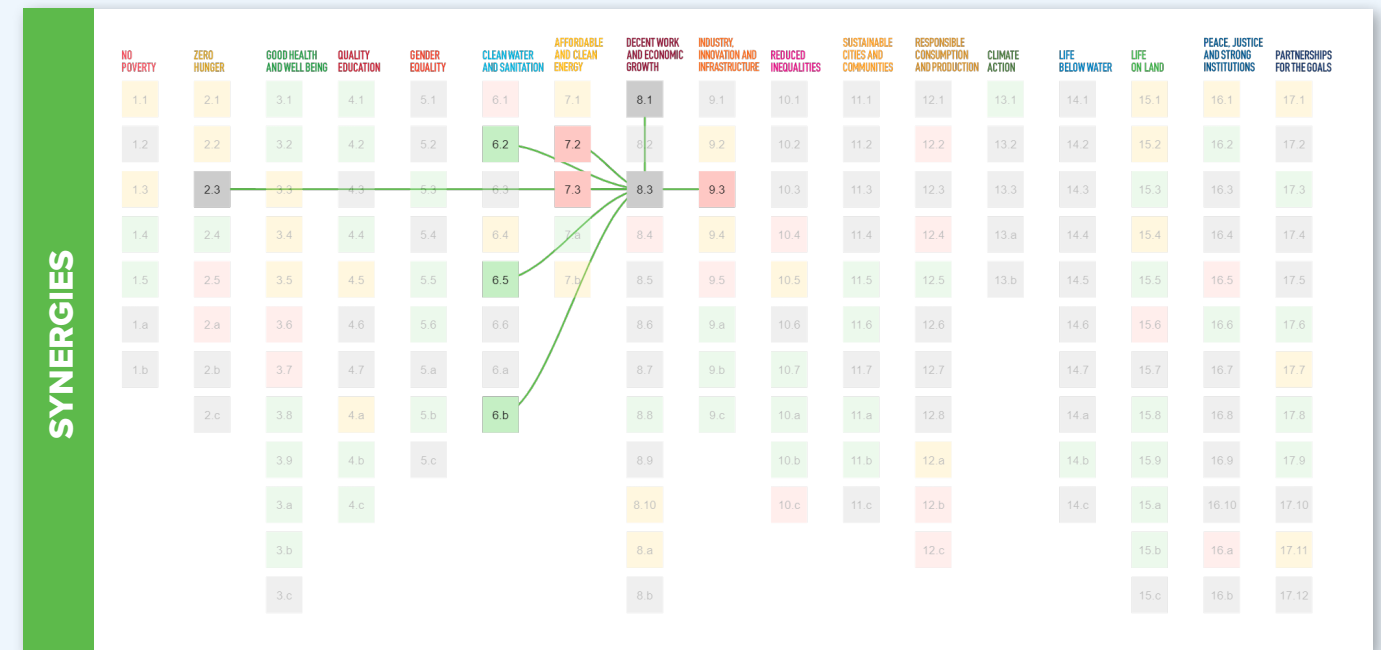 SYNERGIES
NO POVERTY
ZERO HUNGER
GOOD HEALTH AND WELL BEING
QUALITY EDUCATION
GENDER EQUALITY
CLEAN WATER AND SANITATION
AFFORDABLE AND CLEAN ENERGY
DECENT WORK AND ECONOMIC GROWTH
INDUSTRY, INNOVATION AND INFRASTRUCTURE
REDUCED INEQUALITIES
SUSTAINABLE CITIES AND COMMUNITIES
RESPONSIBLE CONSUMPTION AND PRODUCTION
CLIMATE ACTION
LIFE BELOW WATER
LIFE ON LAND
PEACE, JUSTICE AND STRONG INSTITUTIONS
PARTNERSHIPS FOR THE GOALS
1.1 2.1 3.1 4.1 5.1 6.1 7.1 8.1 9.1 10.1 11.1 12.1 13.1 14.1 15.1 16.1 17.1
1.2 2.2 3.2 4.2 5.2 6.2 7.2 8.2 9.2 10.2 11.2 12.2 13.2 14.2 15.2 16.2 17.2
1.3 2.3 3.3 4.3 5.3 6.3 7.3 8.3 9.3 10.3 11.3 12.3 13.3 14.3 15.3 16.3 17.3
1.4 2.4 3.4 4.4 5.4 6.4 7.a 8.4 9.4 10.4 11.4 12.4 13.a 14.4 15.4 16.4 17.4
1.5 2.5 3.5 4.5 5.5 6.5 7.b 8.5 9.5 10.5 11.5 12.5 13.b 14.5 15.5 16.5 17.5
1.a 2.a 3.6 4.6 5.6 6.6 8.6 9.a 10.6 11.6 12.6 14.6 15.6 16.6 17.6
1.b 2.b 3.7 4.7 5.a 6.a 8.7 9.b 10.7 11.7 12.7 14.7 15.7 16.7 17.7
2.c 3.8 4.a 5.b 6.b 8.8 9.c 10.a 11.a 12.8 14.a 15.8 16.8 17.8
3.9 4.b 5.c 8.9 10.b 11.b 12.a 14.b 15.9 16.9 17.9
3.a 4.c 8.10 10.c 11.c 12.b 14.c 15.a 16.10 17.10
3.b 8.a 12.c 15.b 16.a 17.11
3.c 8.b 15.c 16.b 17.12